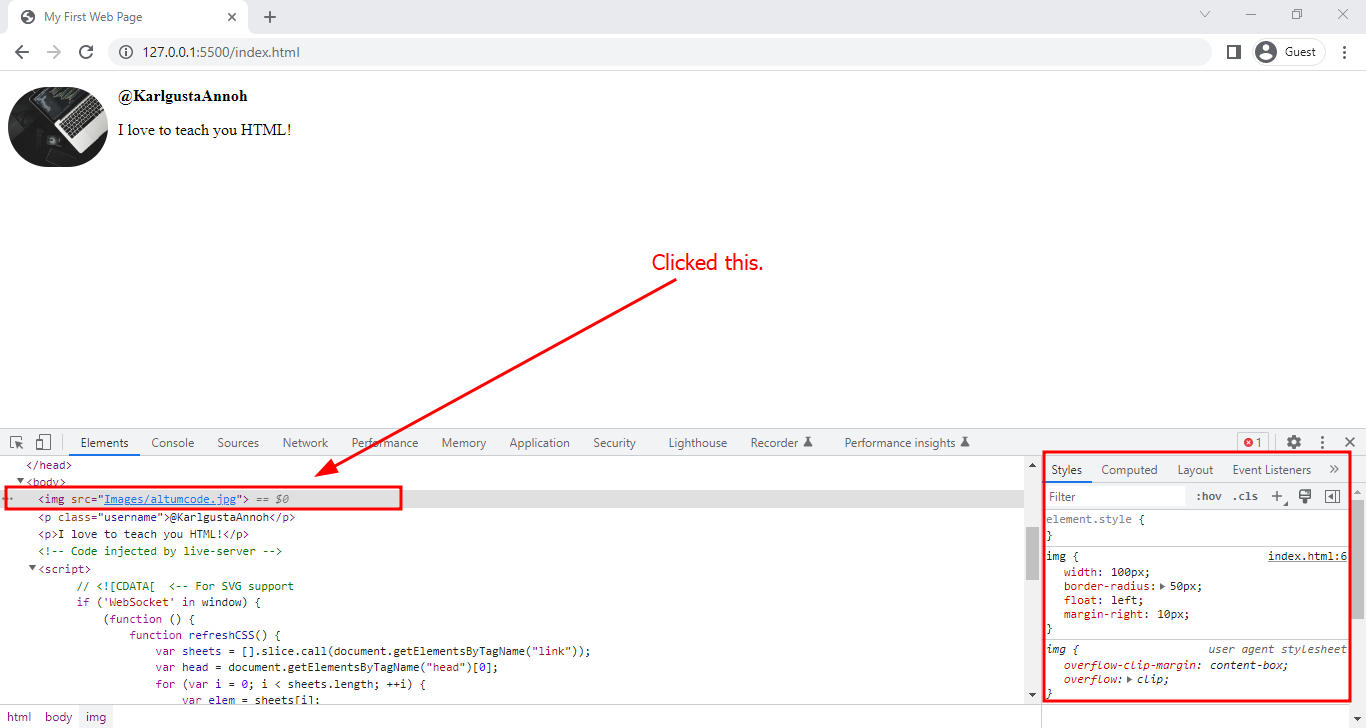 My First Web Page
127.0.0.1:5500/index.html
Guest
@KarlgustaAnnoh
I love to teach you HTML!
Clicked this.
Elements Console Sources Network Performance Memory Application Security Lighthouse Recorder Performance insights 1
</head>
<body>
<img src="Images/altumcode.jpg"> == $0
<p class="username">@KarlgustaAnnoh</p>
<p>I love to teach you HTML!</p>
<!-- Code injected by live-server -->
<script>
// <![CDATA[  <-- For SVG support
if ('WebSocket' in window) {
(function () {
function refreshCSS() {
var sheets = [].slice.call(document.getElementsByTagName("link"));
var head = document.getElementsByTagName("head")[0];
for (var i = 0; i < sheets.length; ++i) {
var elem = sheets[i];
html body img
Styles Computed Layout Event Listeners »
Filter :hov .cls +
element.style {
}
img { index.html:6
width: 100px;
border-radius: 50px;
float: left;
margin-right: 10px;
}
img { user agent stylesheet
overflow-clip-margin: content-box;
overflow: clip;
}